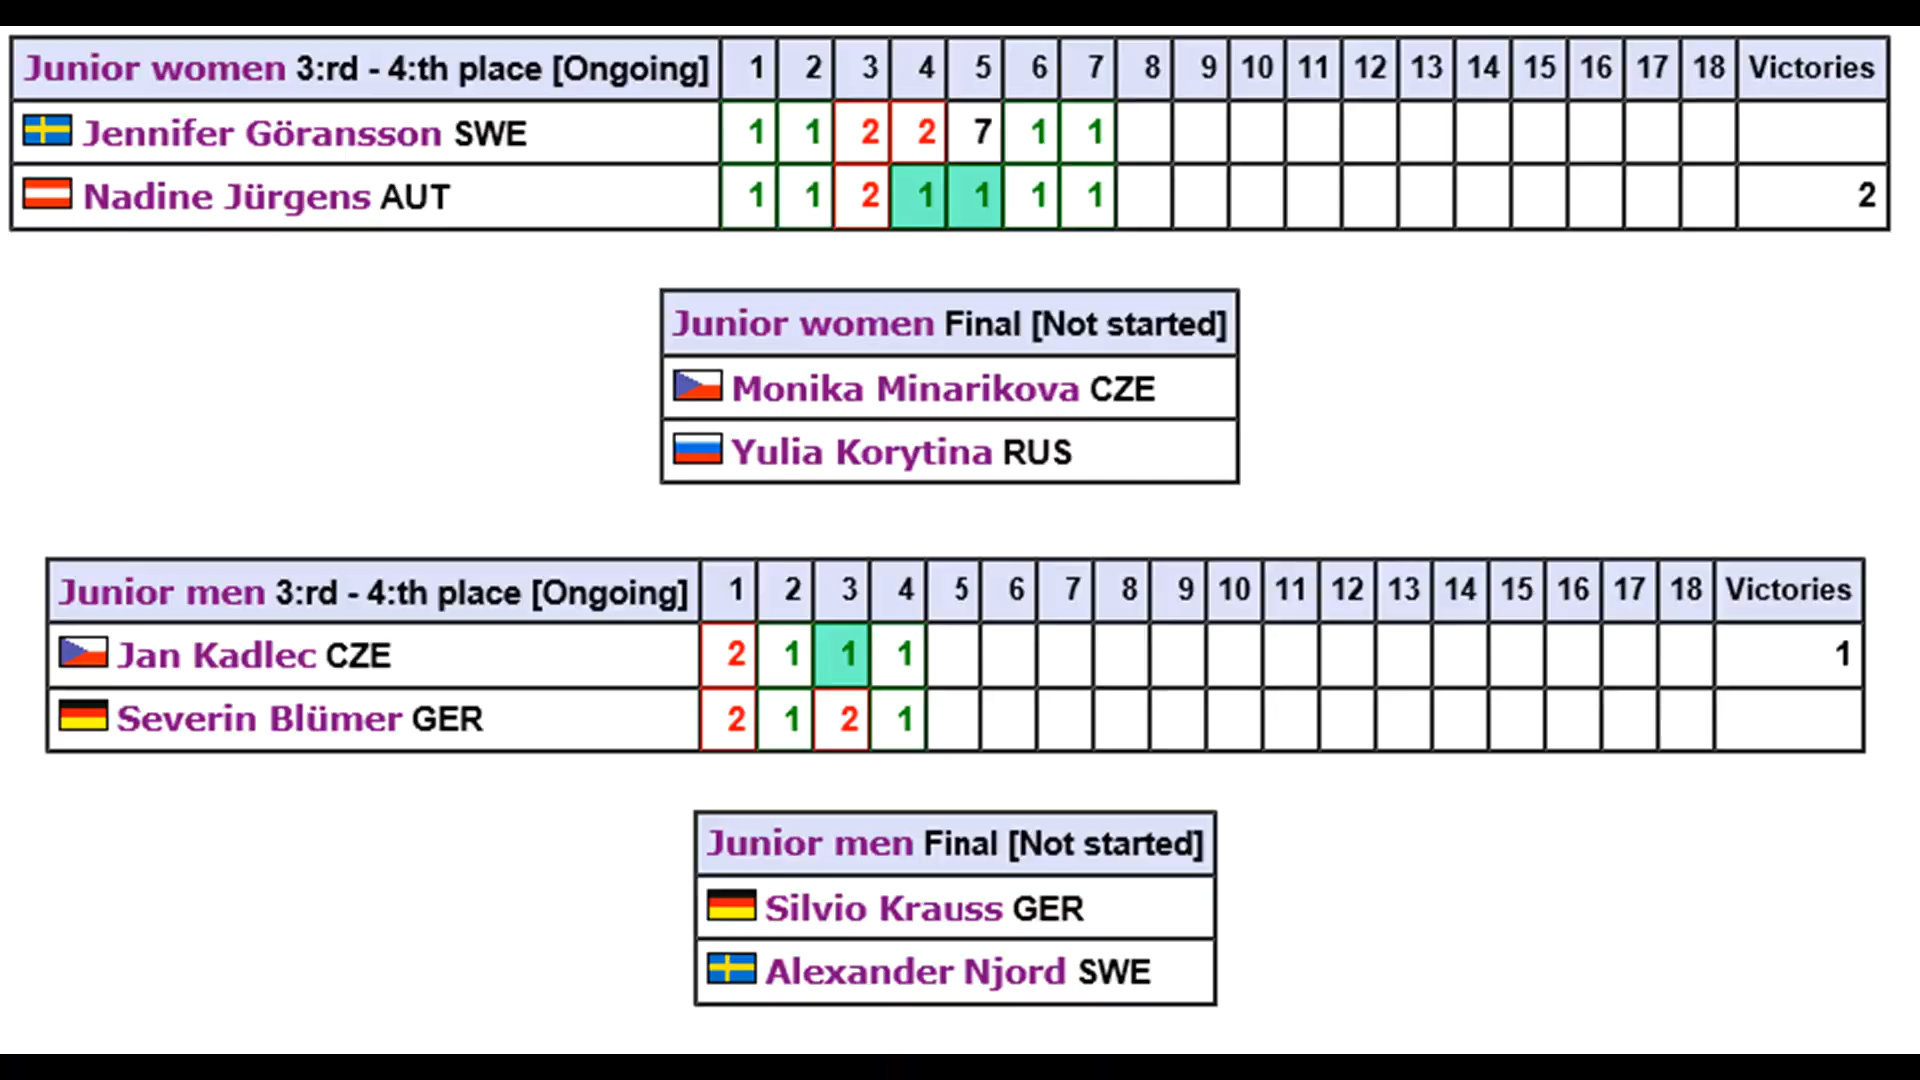 Junior women 3:rd - 4:th place [Ongoing] 1 2 3 4 5 6 7 8 9 10 11 12 13 14 15 16 17 18 Victories
Jennifer Göransson SWE 1 1 2 2 7 1 1
Nadine Jürgens AUT 1 1 2 1 1 1 1 2
Junior women Final [Not started]
Monika Minarikova CZE
Yulia Korytina RUS
Junior men 3:rd - 4:th place [Ongoing] 1 2 3 4 5 6 7 8 9 10 11 12 13 14 15 16 17 18 Victories
Jan Kadlec CZE 2 1 1 1 1
Severin Blümer GER 2 1 2 1
Junior men Final [Not started]
Silvio Krauss GER
Alexander Njord SWE